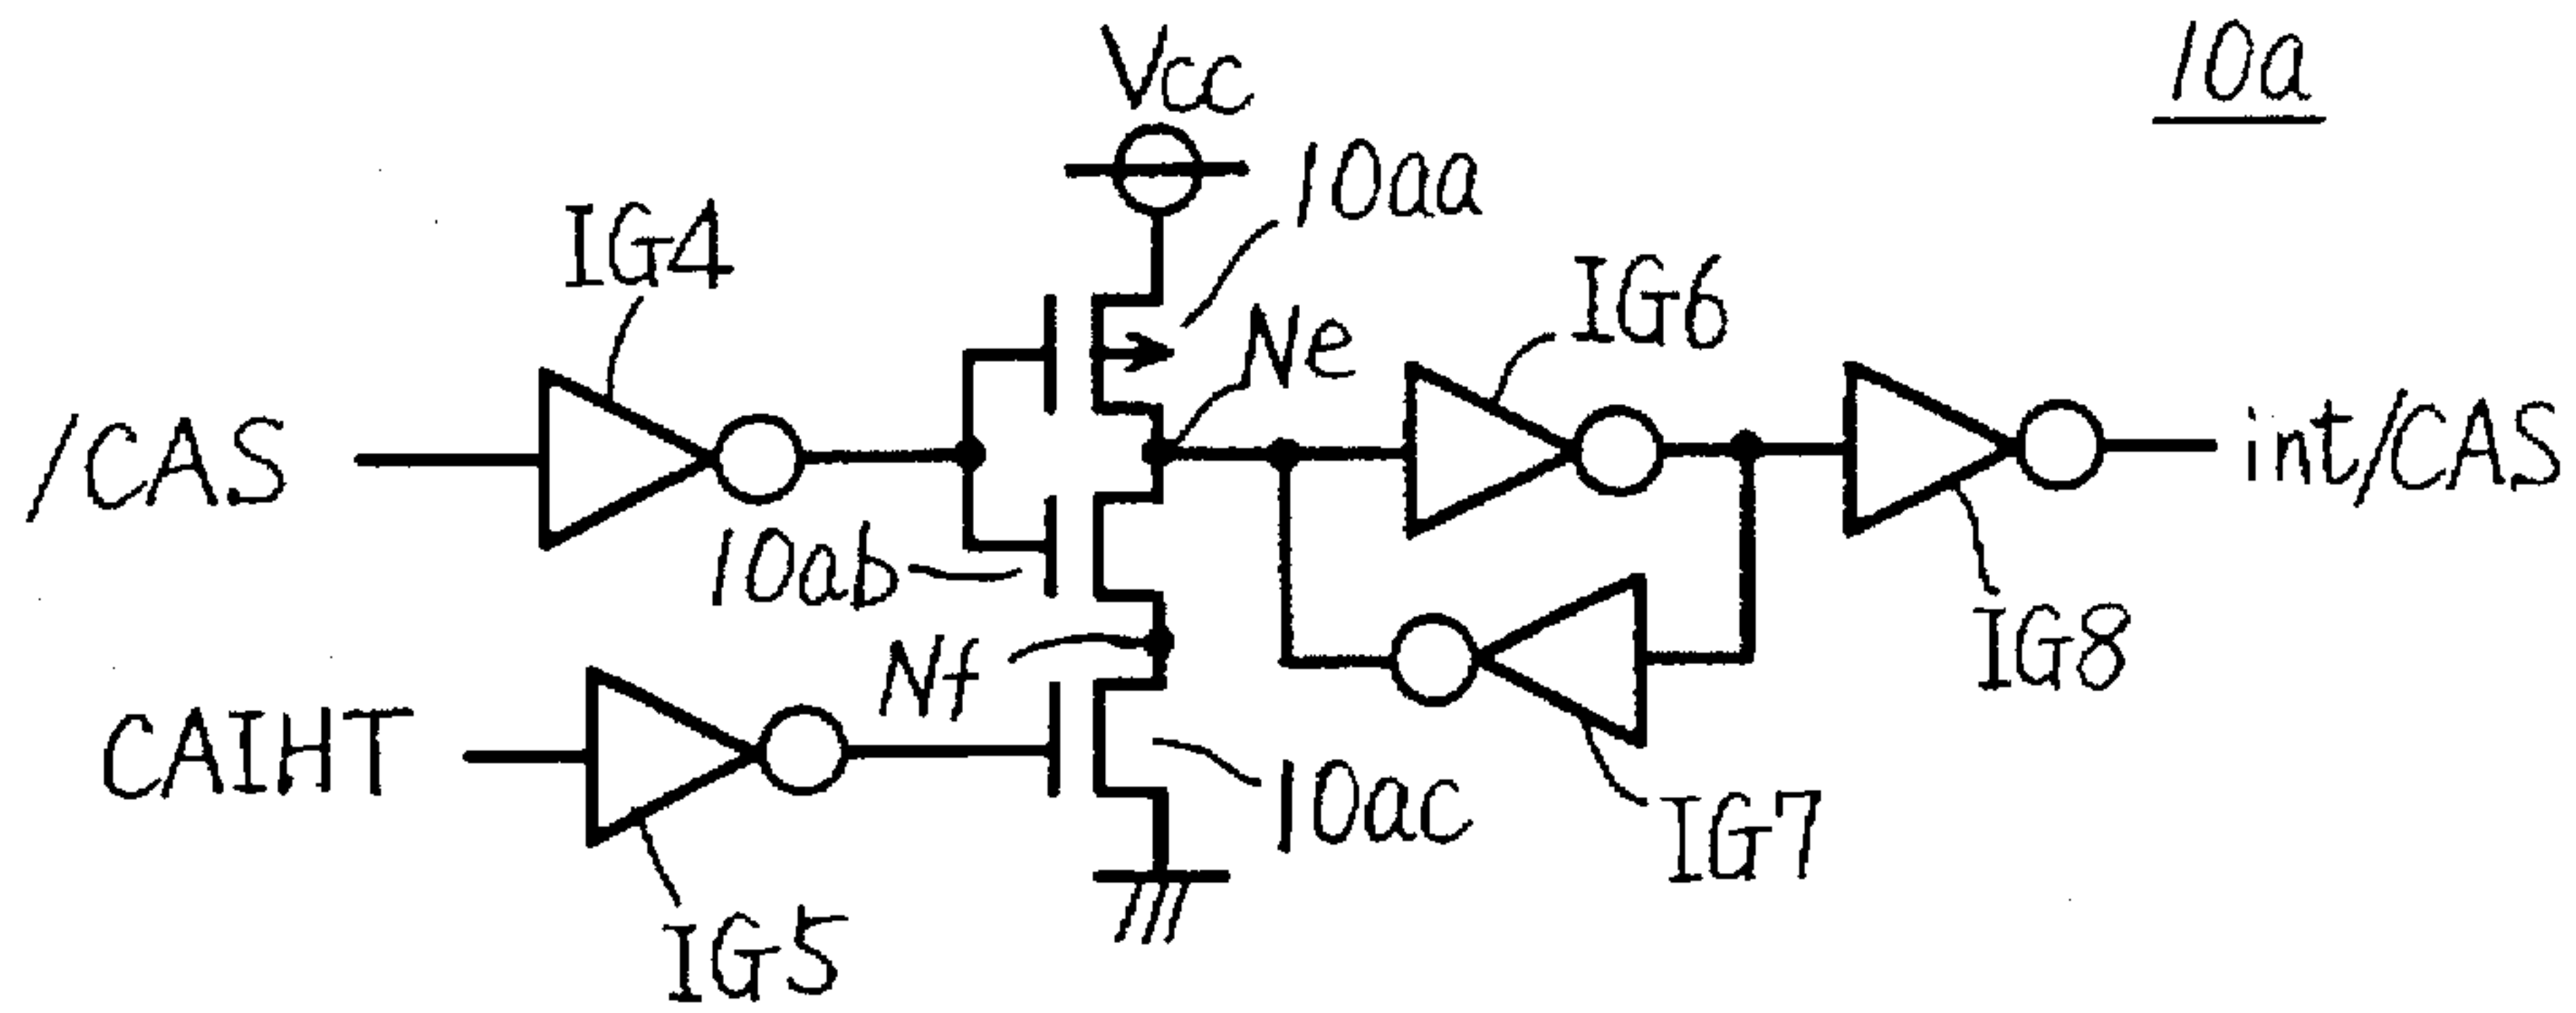 10a
Vcc
10aa
IG4
Ne
IG6
/CAS
int/CAS
10ab
Nf
IG8
CAIHT
10ac
IG7
IG5